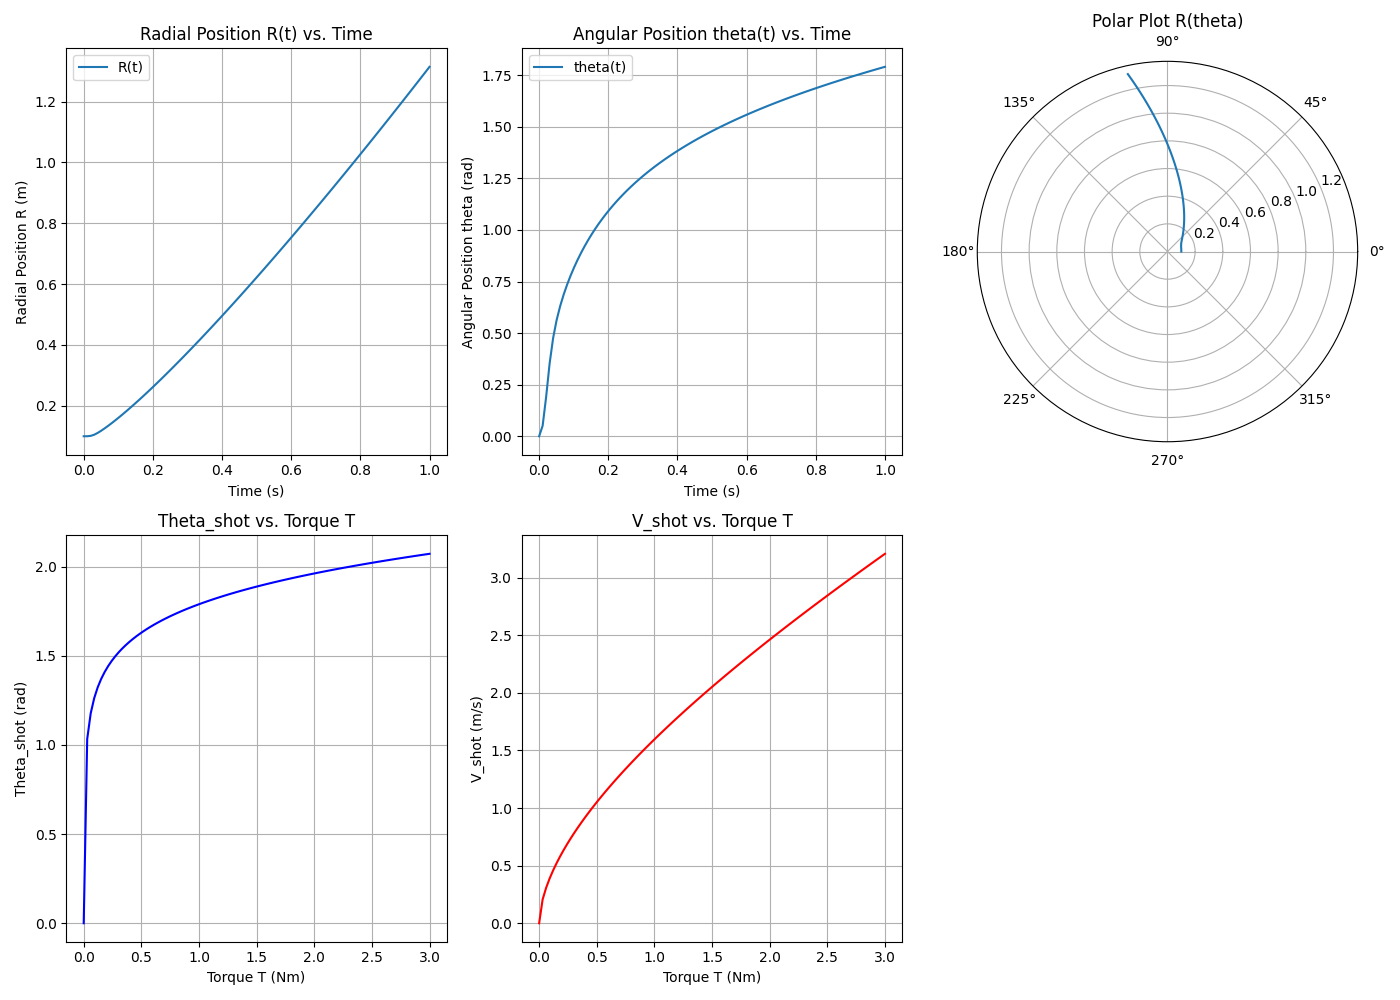 Radial Position R(t) vs. Time
R(t)
Radial Position R (m)
1.2
1.0
0.8
0.6
0.4
0.2
0.0 0.2 0.4 0.6 0.8 1.0
Time (s)
Angular Position theta(t) vs. Time
theta(t)
Angular Position theta (rad)
1.75
1.50
1.25
1.00
0.75
0.50
0.25
0.00
0.0 0.2 0.4 0.6 0.8 1.0
Time (s)
Polar Plot R(theta)
90°
135° 45°
180° 0°
225° 315°
270°
0.2 0.4 0.6 0.8 1.0 1.2
Theta_shot vs. Torque T
Theta_shot (rad)
2.0
1.5
1.0
0.5
0.0
0.0 0.5 1.0 1.5 2.0 2.5 3.0
Torque T (Nm)
V_shot vs. Torque T
V_shot (m/s)
3.0
2.5
2.0
1.5
1.0
0.5
0.0
0.0 0.5 1.0 1.5 2.0 2.5 3.0
Torque T (Nm)